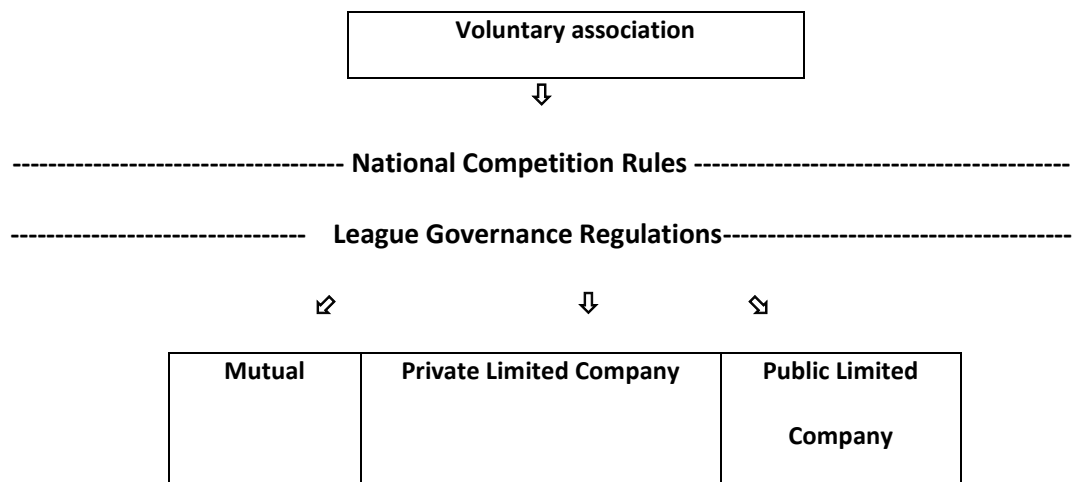 Voluntary association
⇩
------------------------------------- National Competition Rules ------------------------------------------
--------------------------------- League Governance Regulations---------------------------------------
⬃ ⇩ ⬂
Mutual Private Limited Company Public Limited
Company